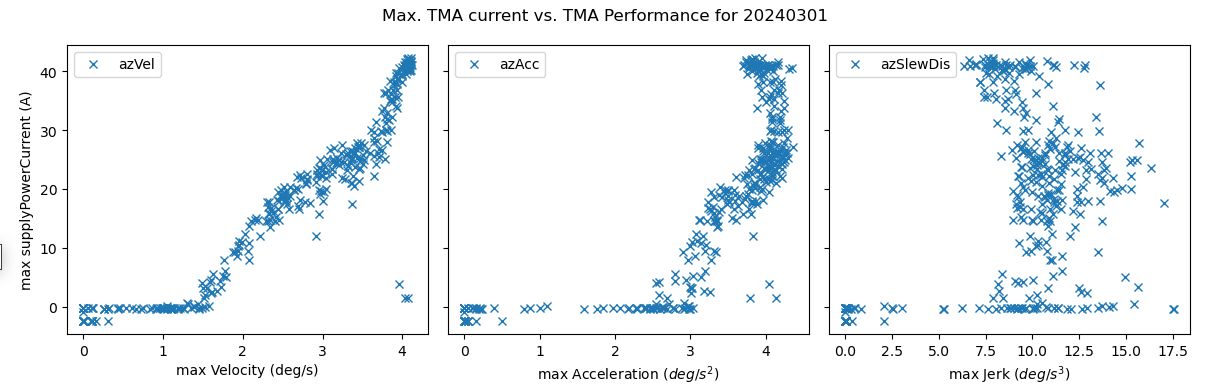 Max. TMA current vs. TMA Performance for 20240301
azVel
azAcc
azSlewDis
max supplyPowerCurrent (A)
40
30
20
10
0
0 1 2 3 4
0 1 2 3 4
0.0 2.5 5.0 7.5 10.0 12.5 15.0 17.5
max Velocity (deg/s)
max Acceleration (deg/s²)
max Jerk (deg/s³)